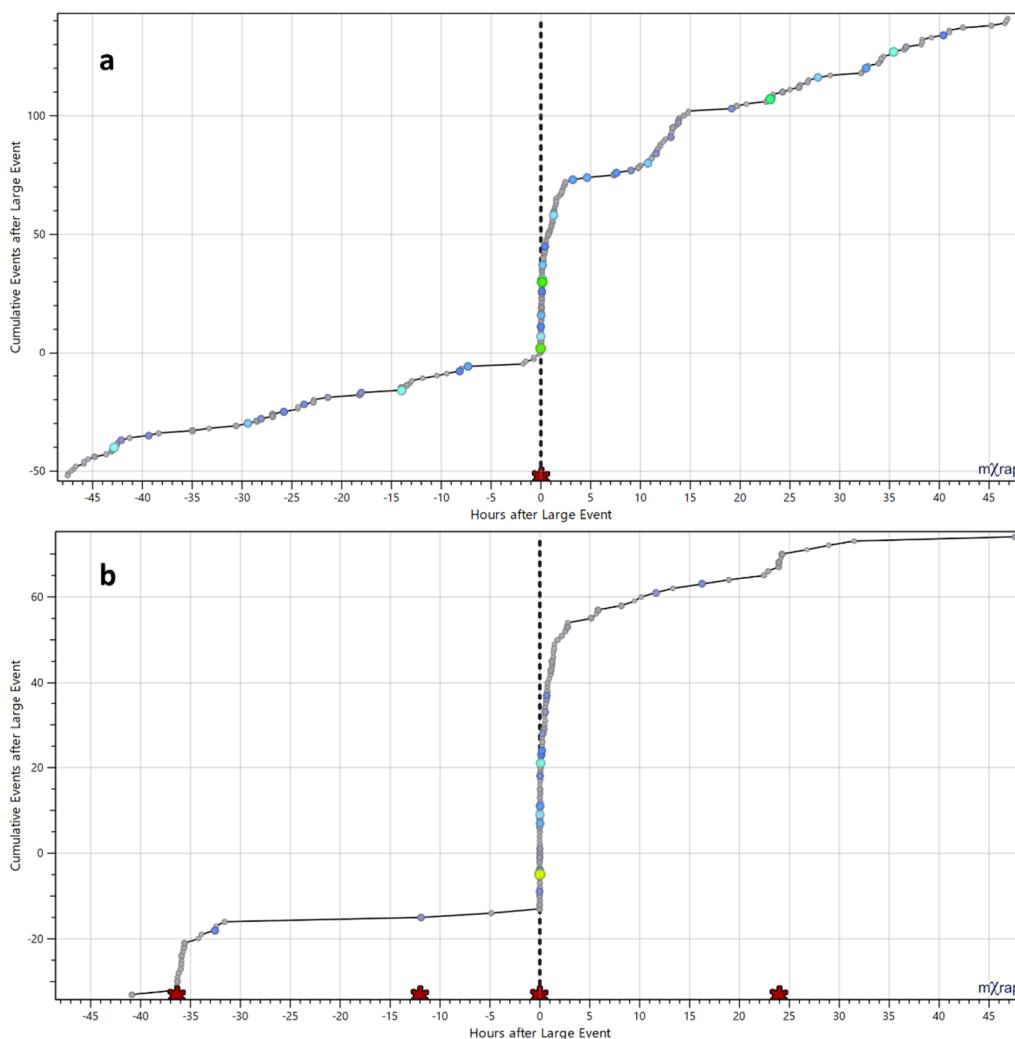 a
Cumulative Events after Large Event
100
50
0
-50
-45 -40 -35 -30 -25 -20 -15 -10 -5 0 5 10 15 20 25 30 35 40 45
Hours after Large Event
mχrap
b
Cumulative Events after Large Event
60
40
20
0
-20
-45 -40 -35 -30 -25 -20 -15 -10 -5 0 5 10 15 20 25 30 35 40 45
Hours after Large Event
mχrap